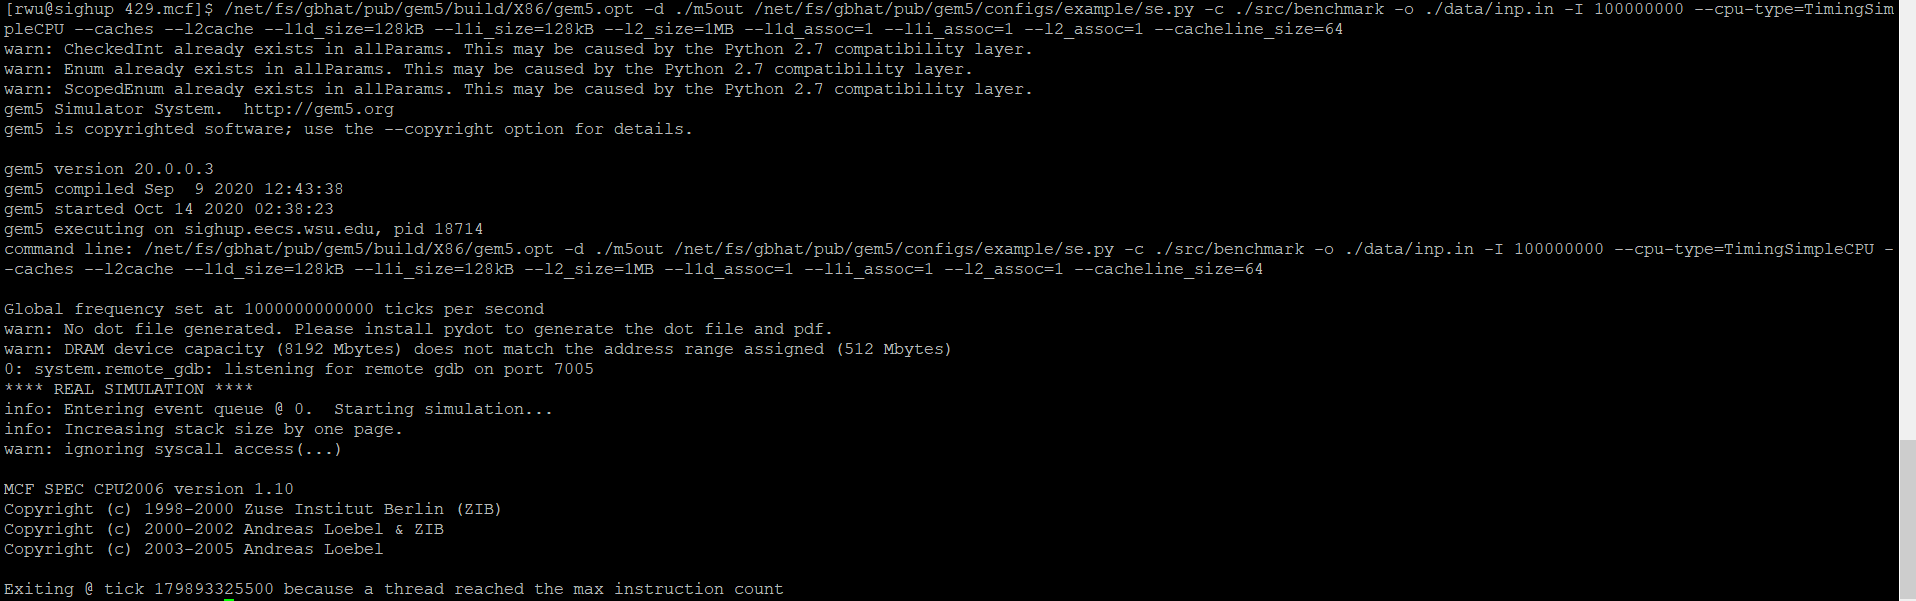 [rwu@sighup 429.mcf]$ /net/fs/gbhat/pub/gem5/build/X86/gem5.opt -d ./m5out /net/fs/gbhat/pub/gem5/configs/example/se.py -c ./src/benchmark -o ./data/inp.in -I 100000000 --cpu-type=TimingSim
pleCPU --caches --l2cache --l1d_size=128kB --l1i_size=128kB --l2_size=1MB --l1d_assoc=1 --l1i_assoc=1 --l2_assoc=1 --cacheline_size=64
warn: CheckedInt already exists in allParams. This may be caused by the Python 2.7 compatibility layer.
warn: Enum already exists in allParams. This may be caused by the Python 2.7 compatibility layer.
warn: ScopedEnum already exists in allParams. This may be caused by the Python 2.7 compatibility layer.
gem5 Simulator System.  http://gem5.org
gem5 is copyrighted software; use the --copyright option for details.

gem5 version 20.0.0.3
gem5 compiled Sep  9 2020 12:43:38
gem5 started Oct 14 2020 02:38:23
gem5 executing on sighup.eecs.wsu.edu, pid 18714
command line: /net/fs/gbhat/pub/gem5/build/X86/gem5.opt -d ./m5out /net/fs/gbhat/pub/gem5/configs/example/se.py -c ./src/benchmark -o ./data/inp.in -I 100000000 --cpu-type=TimingSimpleCPU -
-caches --l2cache --l1d_size=128kB --l1i_size=128kB --l2_size=1MB --l1d_assoc=1 --l1i_assoc=1 --l2_assoc=1 --cacheline_size=64

Global frequency set at 1000000000000 ticks per second
warn: No dot file generated. Please install pydot to generate the dot file and pdf.
warn: DRAM device capacity (8192 Mbytes) does not match the address range assigned (512 Mbytes)
0: system.remote_gdb: listening for remote gdb on port 7005
**** REAL SIMULATION ****
info: Entering event queue @ 0.  Starting simulation...
info: Increasing stack size by one page.
warn: ignoring syscall access(...)

MCF SPEC CPU2006 version 1.10
Copyright (c) 1998-2000 Zuse Institut Berlin (ZIB)
Copyright (c) 2000-2002 Andreas Loebel & ZIB
Copyright (c) 2003-2005 Andreas Loebel

Exiting @ tick 179893325500 because a thread reached the max instruction count